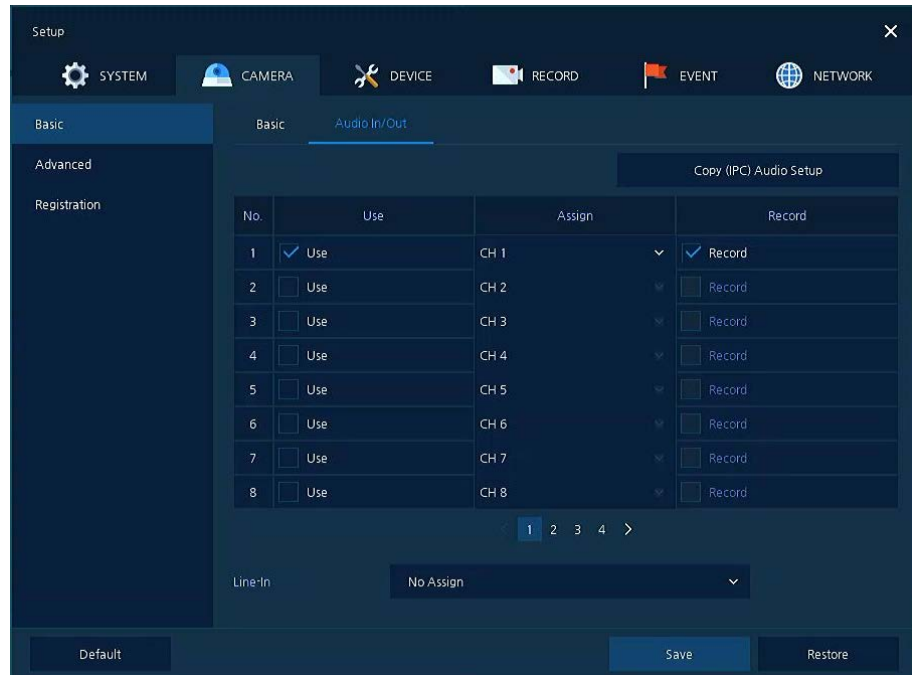 Setup
SYSTEM CAMERA DEVICE RECORD EVENT NETWORK
Basic
Advanced
Registration
Basic Audio In/Out
Copy (IPC) Audio Setup
No. Use Assign Record
1 Use CH 1 Record
2 Use CH 2 Record
3 Use CH 3 Record
4 Use CH 4 Record
5 Use CH 5 Record
6 Use CH 6 Record
7 Use CH 7 Record
8 Use CH 8 Record
< 1 2 3 4 >
Line-In No Assign
Default Save Restore